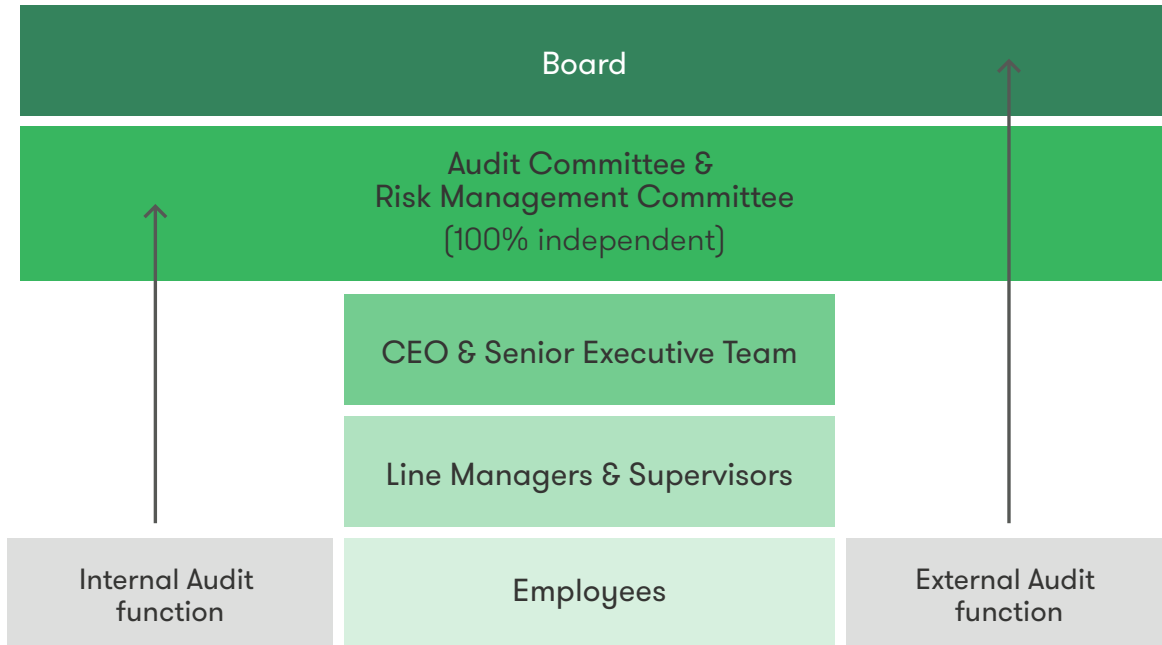 Board
Audit Committee &
Risk Management Committee
(100% independent)
CEO & Senior Executive Team
Line Managers & Supervisors
Internal Audit
function
Employees
External Audit
function